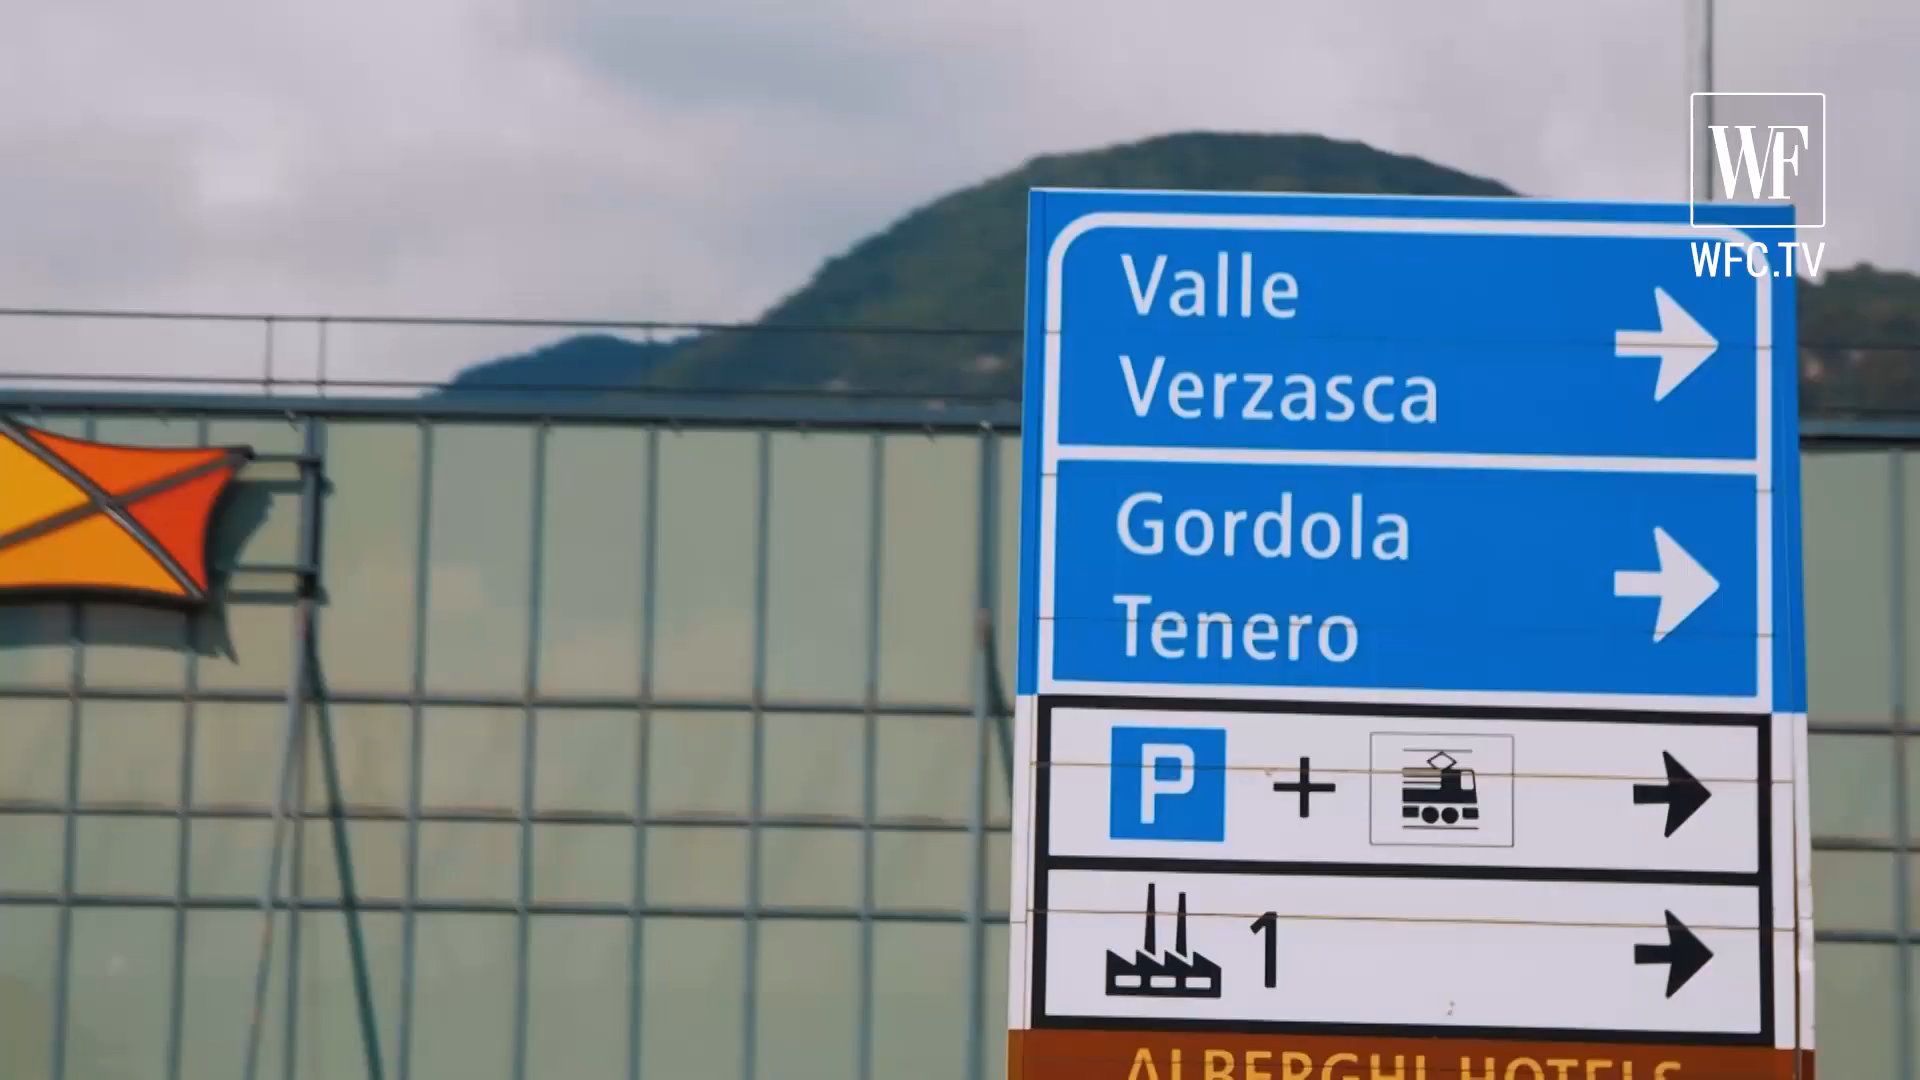 WF
WFC.TV
Valle
Verzasca
Gordola
Tenero
P +
1
ALBERGHI HOTELS